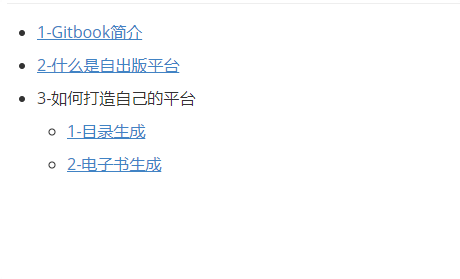 1-Gitbook简介
2-什么是自出版平台
3-如何打造自己的平台
1-目录生成
2-电子书生成